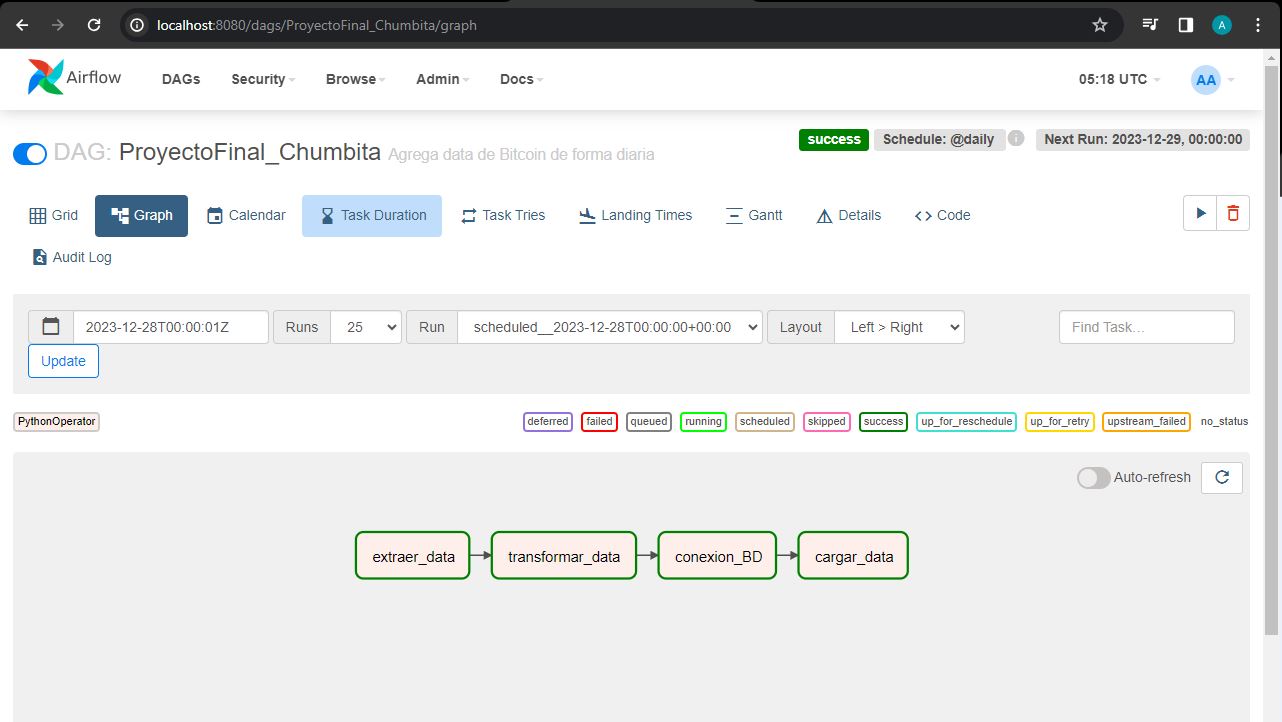 localhost:8080/dags/ProyectoFinal_Chumbita/graph
A
Airflow DAGs Security Browse Admin Docs 05:18 UTC AA
DAG: ProyectoFinal_Chumbita Agrega data de Bitcoin de forma diaria success Schedule: @daily i Next Run: 2023-12-29, 00:00:00
Grid Graph Calendar Task Duration Task Tries Landing Times Gantt Details <> Code
Audit Log
2023-12-28T00:00:01Z Runs 25 Run scheduled__2023-12-28T00:00:00+00:00 Layout Left > Right Find Task...
Update
PythonOperator deferred failed queued running scheduled skipped success up_for_reschedule up_for_retry upstream_failed no_status
Auto-refresh
extraer_data transformar_data conexion_BD cargar_data